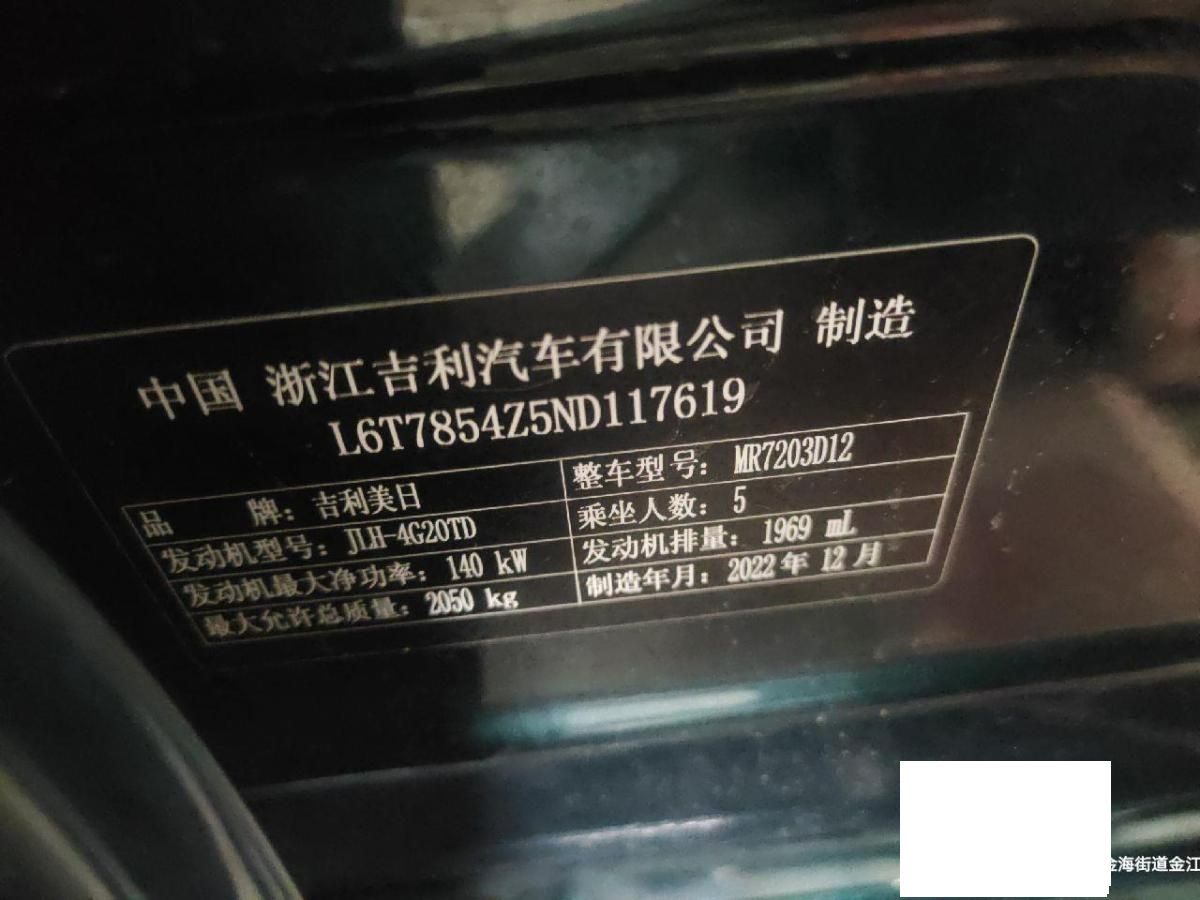 中国 浙江吉利汽车有限公司 制造
L6T7854Z5ND117619
品 牌：吉利美日 整车型号：MR7203D12
发动机型号：JLH-4G20TD 乘坐人数：5
发动机最大净功率：140 kW 发动机排量：1969 mL
最大允许总质量：2050 kg 制造年月：2022年 12 月
金海街道金江